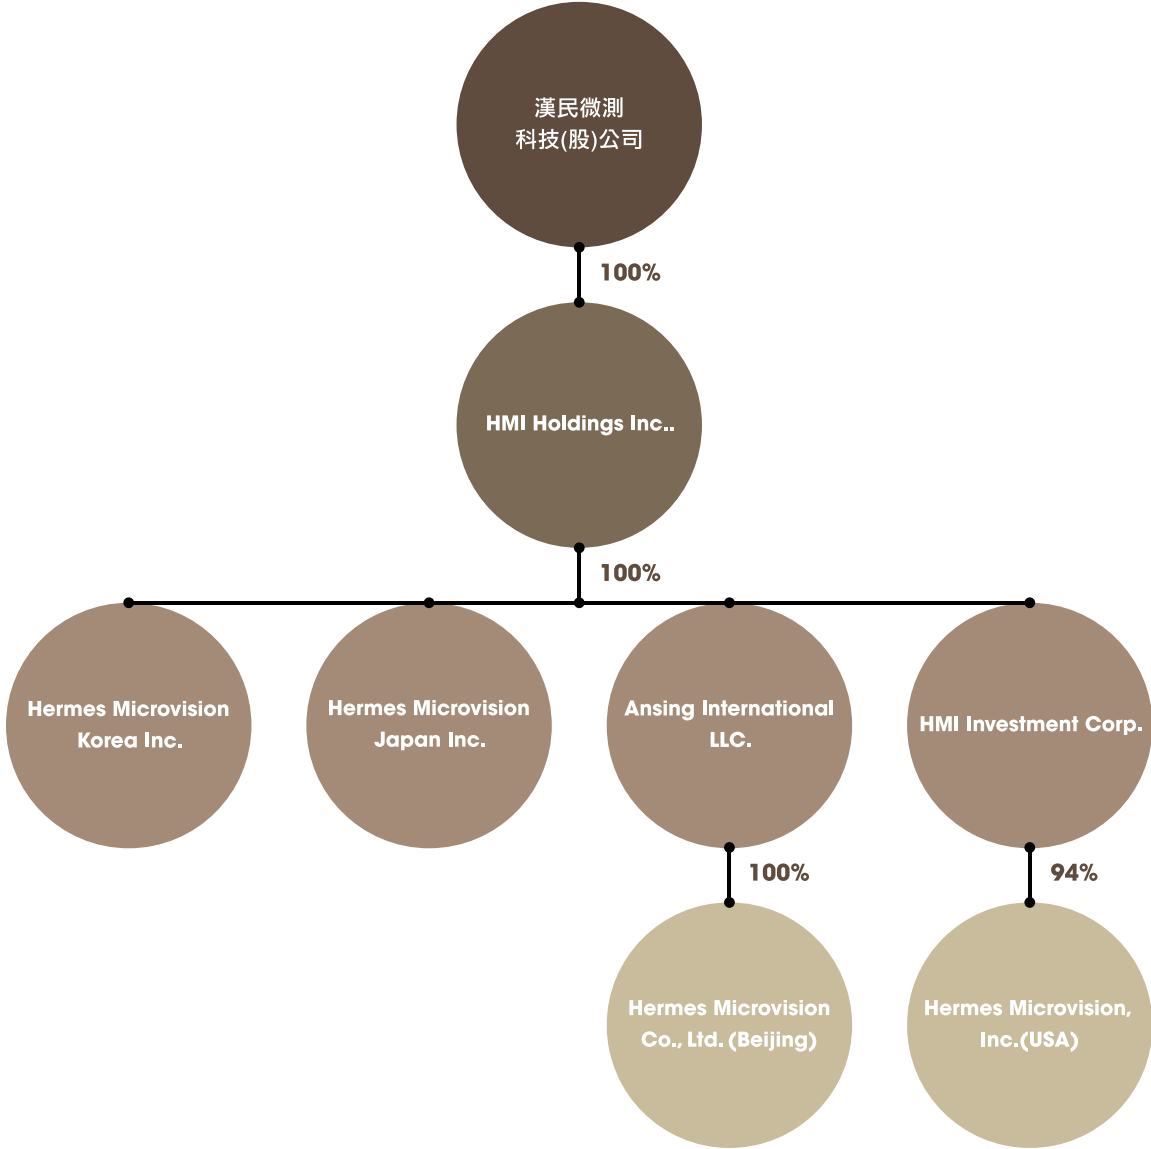 漢民微測
科技(股)公司
100%
HMI Holdings Inc..
100%
Hermes Microvision
Korea Inc.
Hermes Microvision
Japan Inc.
Ansing International
LLC.
HMI Investment Corp.
100%
94%
Hermes Microvision
Co., Ltd. (Beijing)
Hermes Microvision,
Inc.(USA)